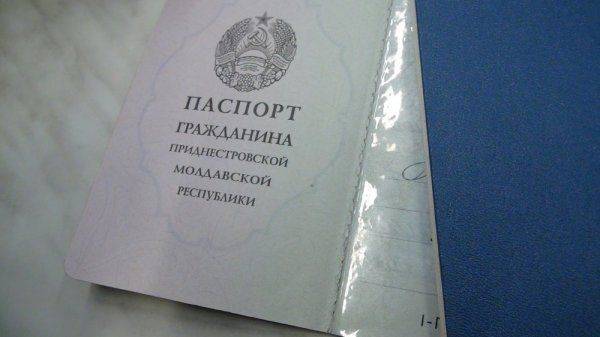 ПАСПОРТ
ГРАЖДАНИНА
ПРИДНЕСТРОВСКОЙ
МОЛДАВСКОЙ
РЕСПУБЛИКИ